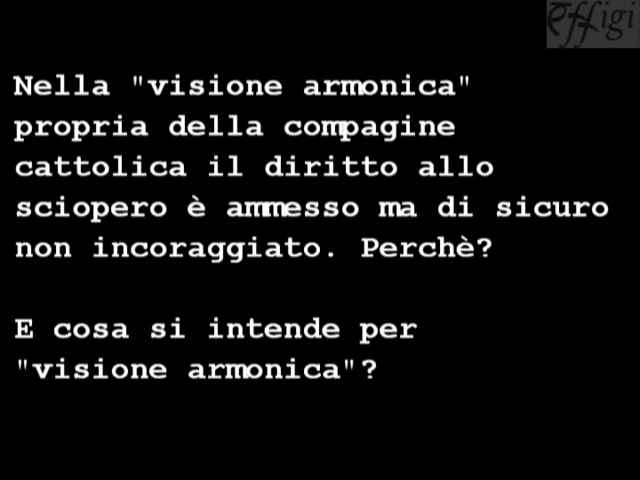 effigi
Nella "visione armonica"
propria della compagine
cattolica il diritto allo
sciopero è ammesso ma di sicuro
non incoraggiato. Perchè?
E cosa si intende per
"visione armonica"?